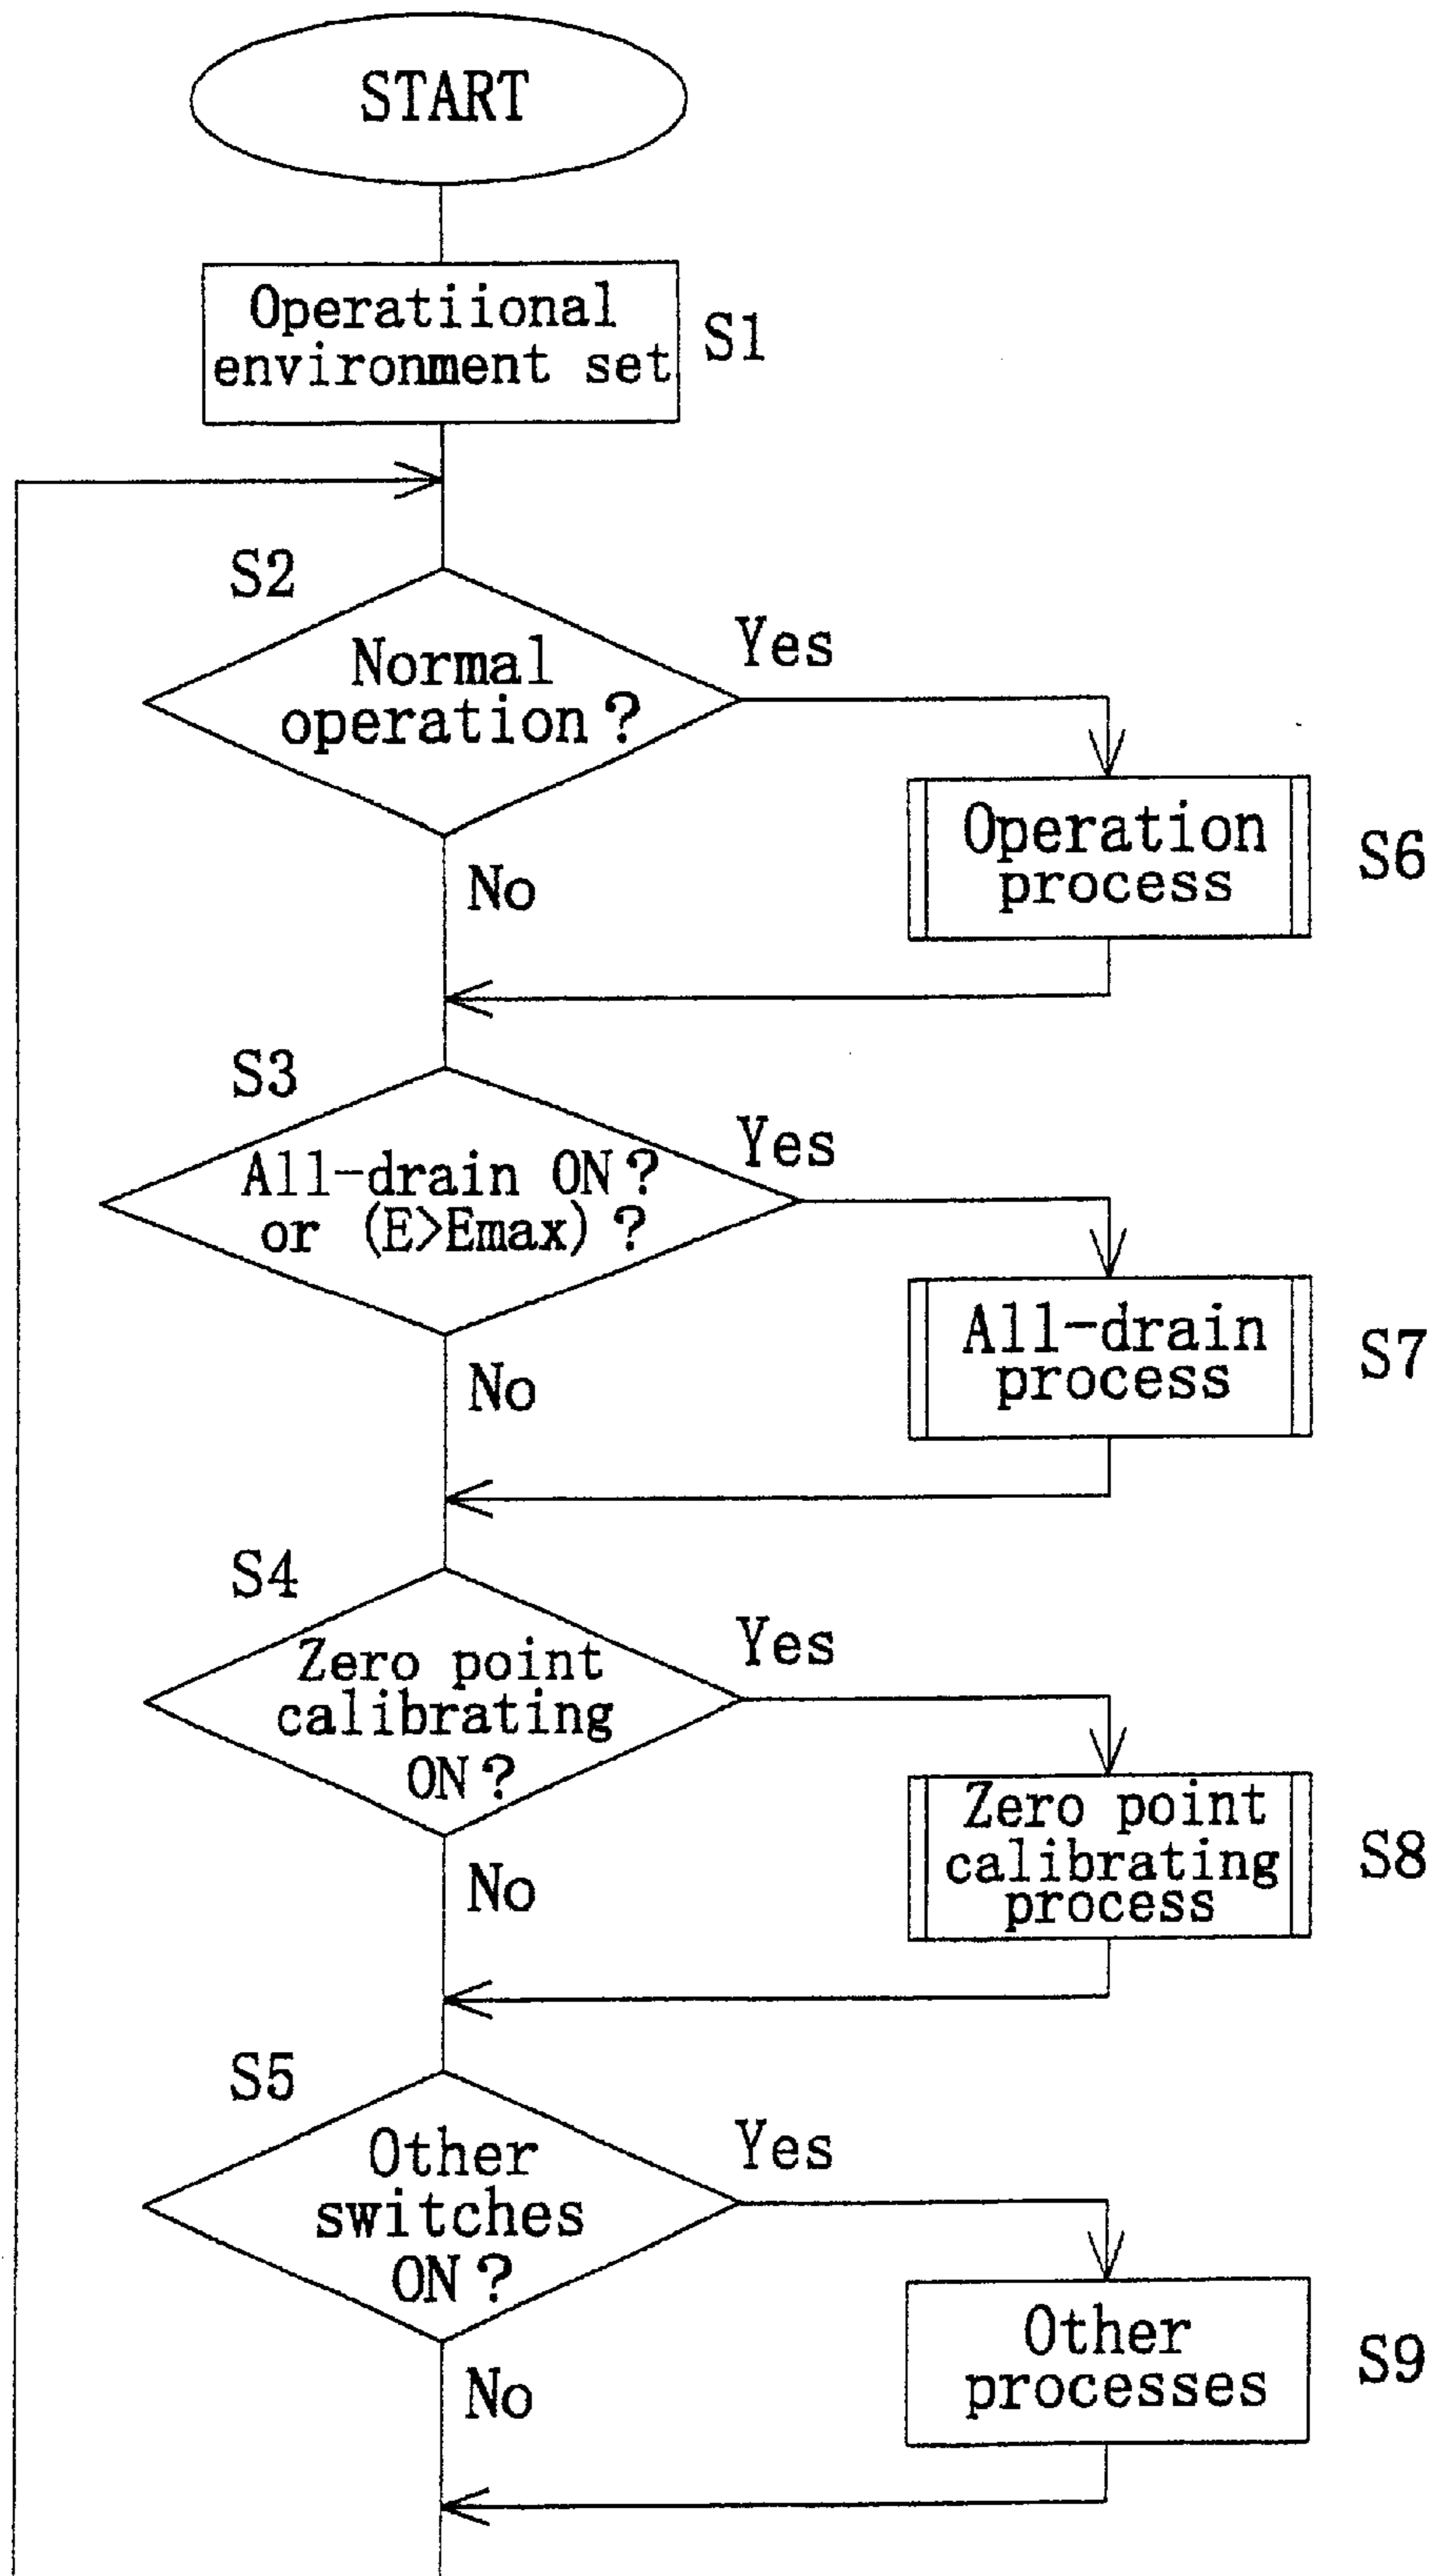 START
Operatiional
environment set
S1
S2
Normal
operation?
Yes
No
Operation
process
S6
S3
All-drain ON?
or (E>Emax)?
Yes
No
All-drain
process
S7
S4
Zero point
calibrating
ON?
Yes
No
Zero point
calibrating
process
S8
S5
Other
switches
ON?
Yes
No
Other
processes
S9